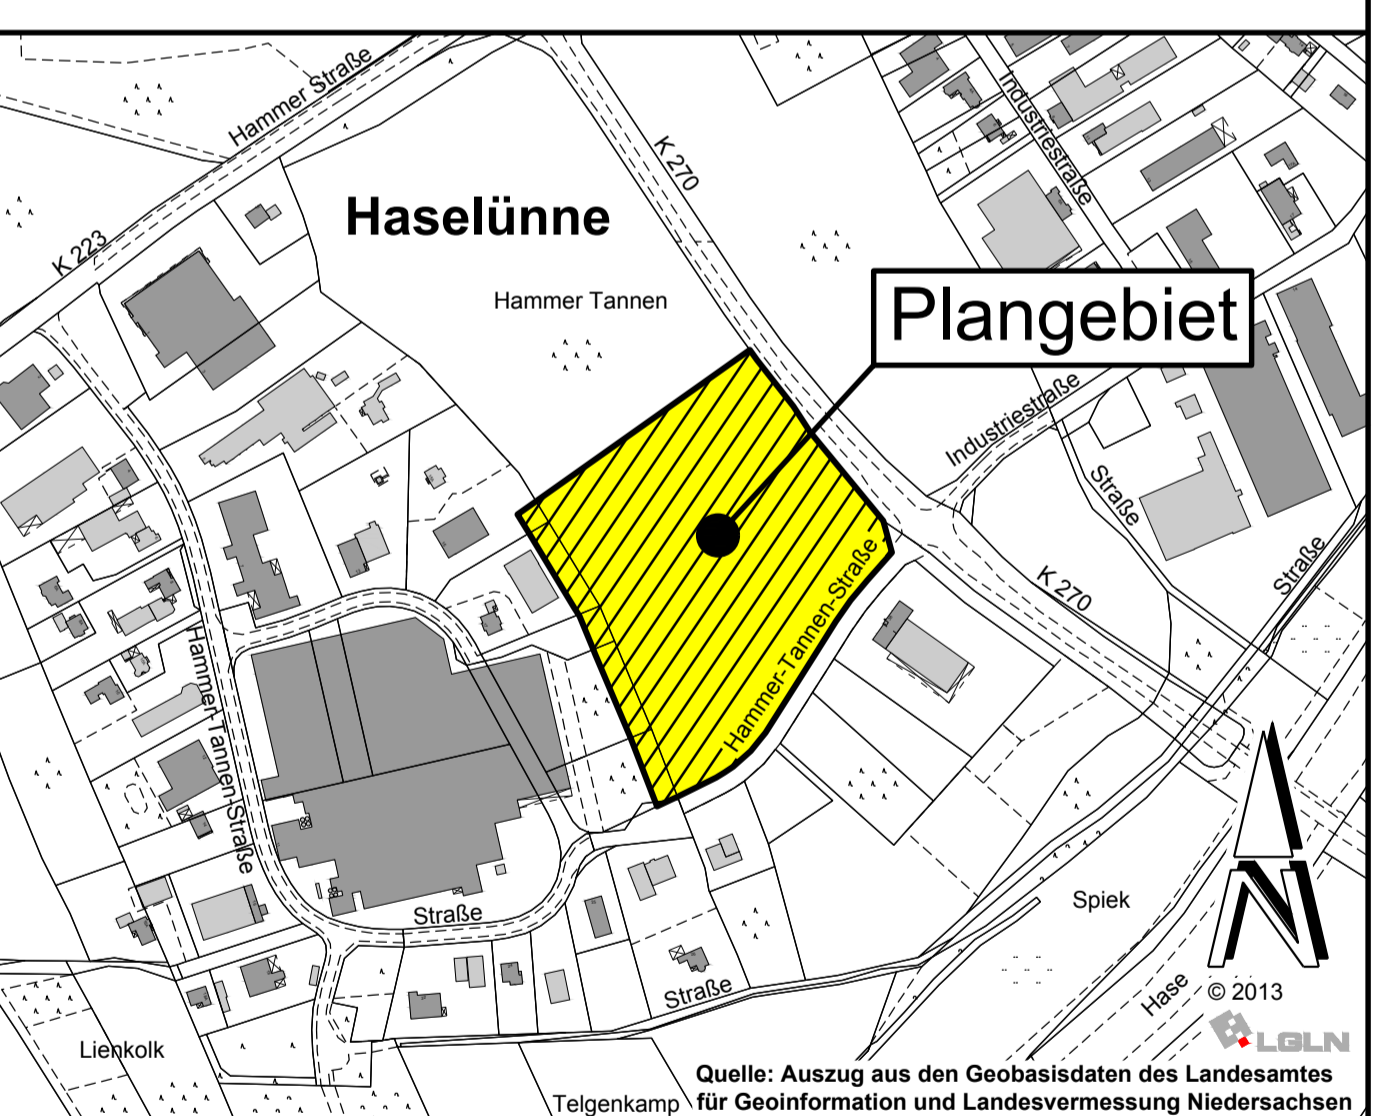 Hammer Straße
K 270
Industriestraße
Haselünne
K 223
Hammer Tannen
Plangebiet
Industriestraße
Straße
Straße
K 270
Hammer-Tannen-Straße
Hammer-Tannen-Straße
Straße
Spiek
N
Straße
Hase
© 2013
LGLN
Lienkolk
Telgenkamp
Quelle: Auszug aus den Geobasisdaten des Landesamtes
für Geoinformation und Landesvermessung Niedersachsen